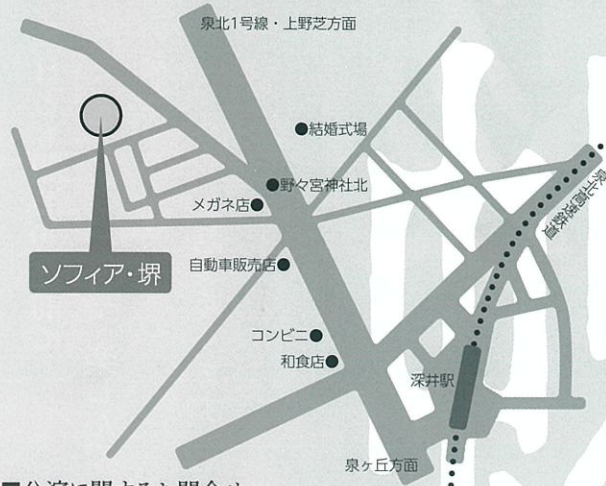 泉北1号線・上野芝方面
●結婚式場
●野々宮神社北
メガネ店●
泉北高速鉄道
ソフィア・堺
自動車販売店●
コンビニ●
和食店●
深井駅
泉ヶ丘方面
■公演に関するお問合せ